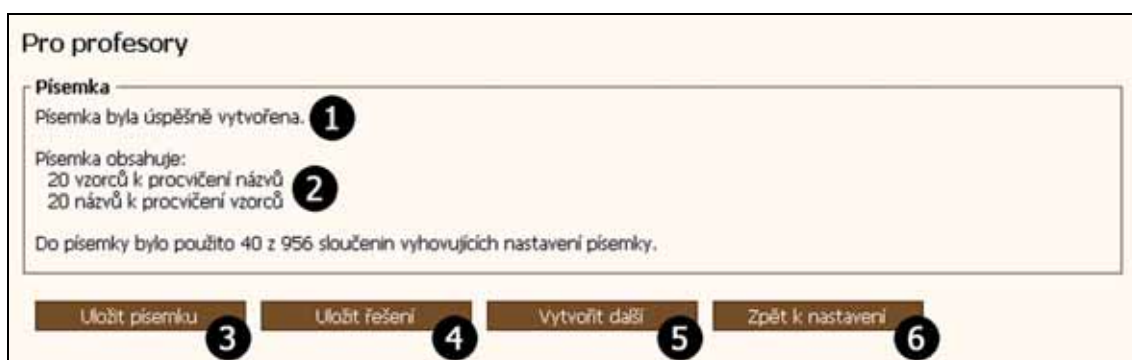 Pro profesory
Písemka
Písemka byla úspěšně vytvořena. 1
Písemka obsahuje:
20 vzorců k procvičení názvů
2
20 názvů k procvičení vzorců
Do písemky bylo použito 40 z 956 sloučenin vyhovujících nastavení písemky.
Uložit písemku 3 Uložit řešení 4 Vytvořit další 5 Zpět k nastavení 6